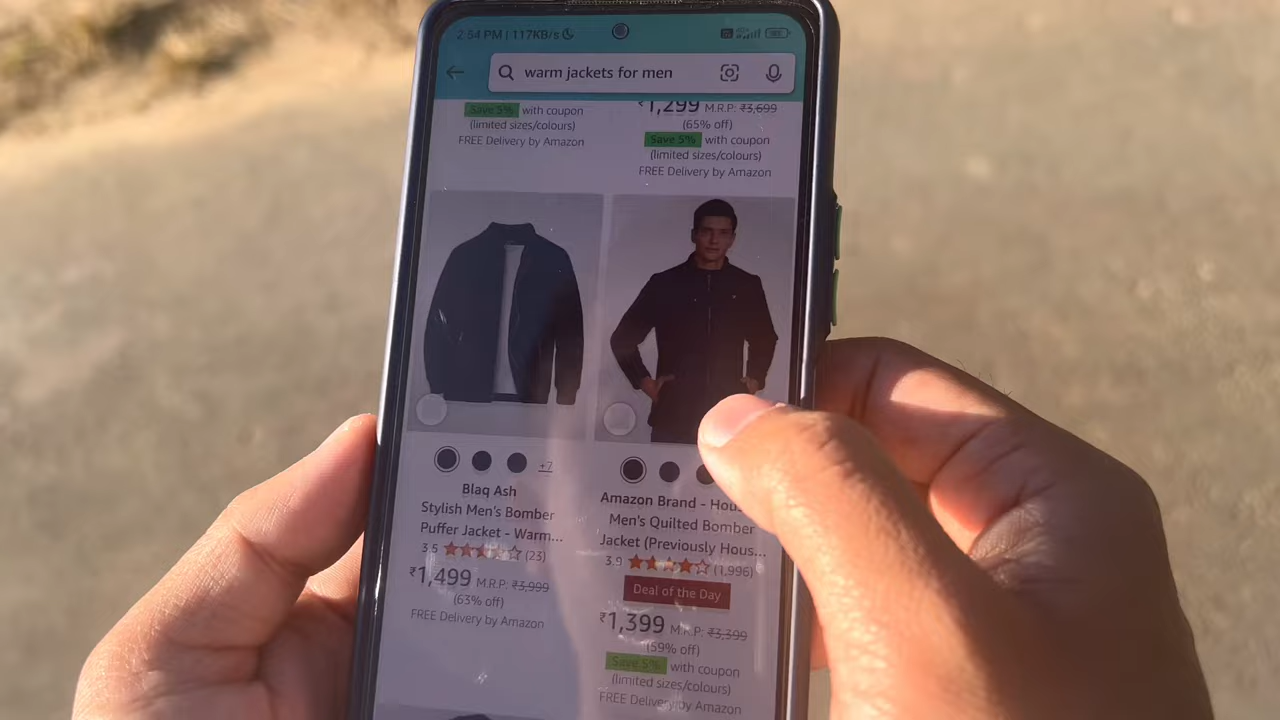 2:54 PM | 117KB/s
warm jackets for men
Save 5% with coupon
(limited sizes/colours)
FREE Delivery by Amazon
₹1,299 M.R.P: ₹3,699
(65% off)
Save 5% with coupon
(limited sizes/colours)
FREE Delivery by Amazon
+7
Blaq Ash
Stylish Men's Bomber
Puffer Jacket - Warm...
3.5 (23)
₹1,499 M.R.P: ₹3,999
(63% off)
FREE Delivery by Amazon
Amazon Brand - Hou
Men's Quilted Bomber
Jacket (Previously Hous...
3.9 (1,996)
Deal of the Day
₹1,399 M.R.P: ₹3,399
(59% off)
Save 5% with coupon
(limited sizes/colours)
FREE Delivery by Amazon